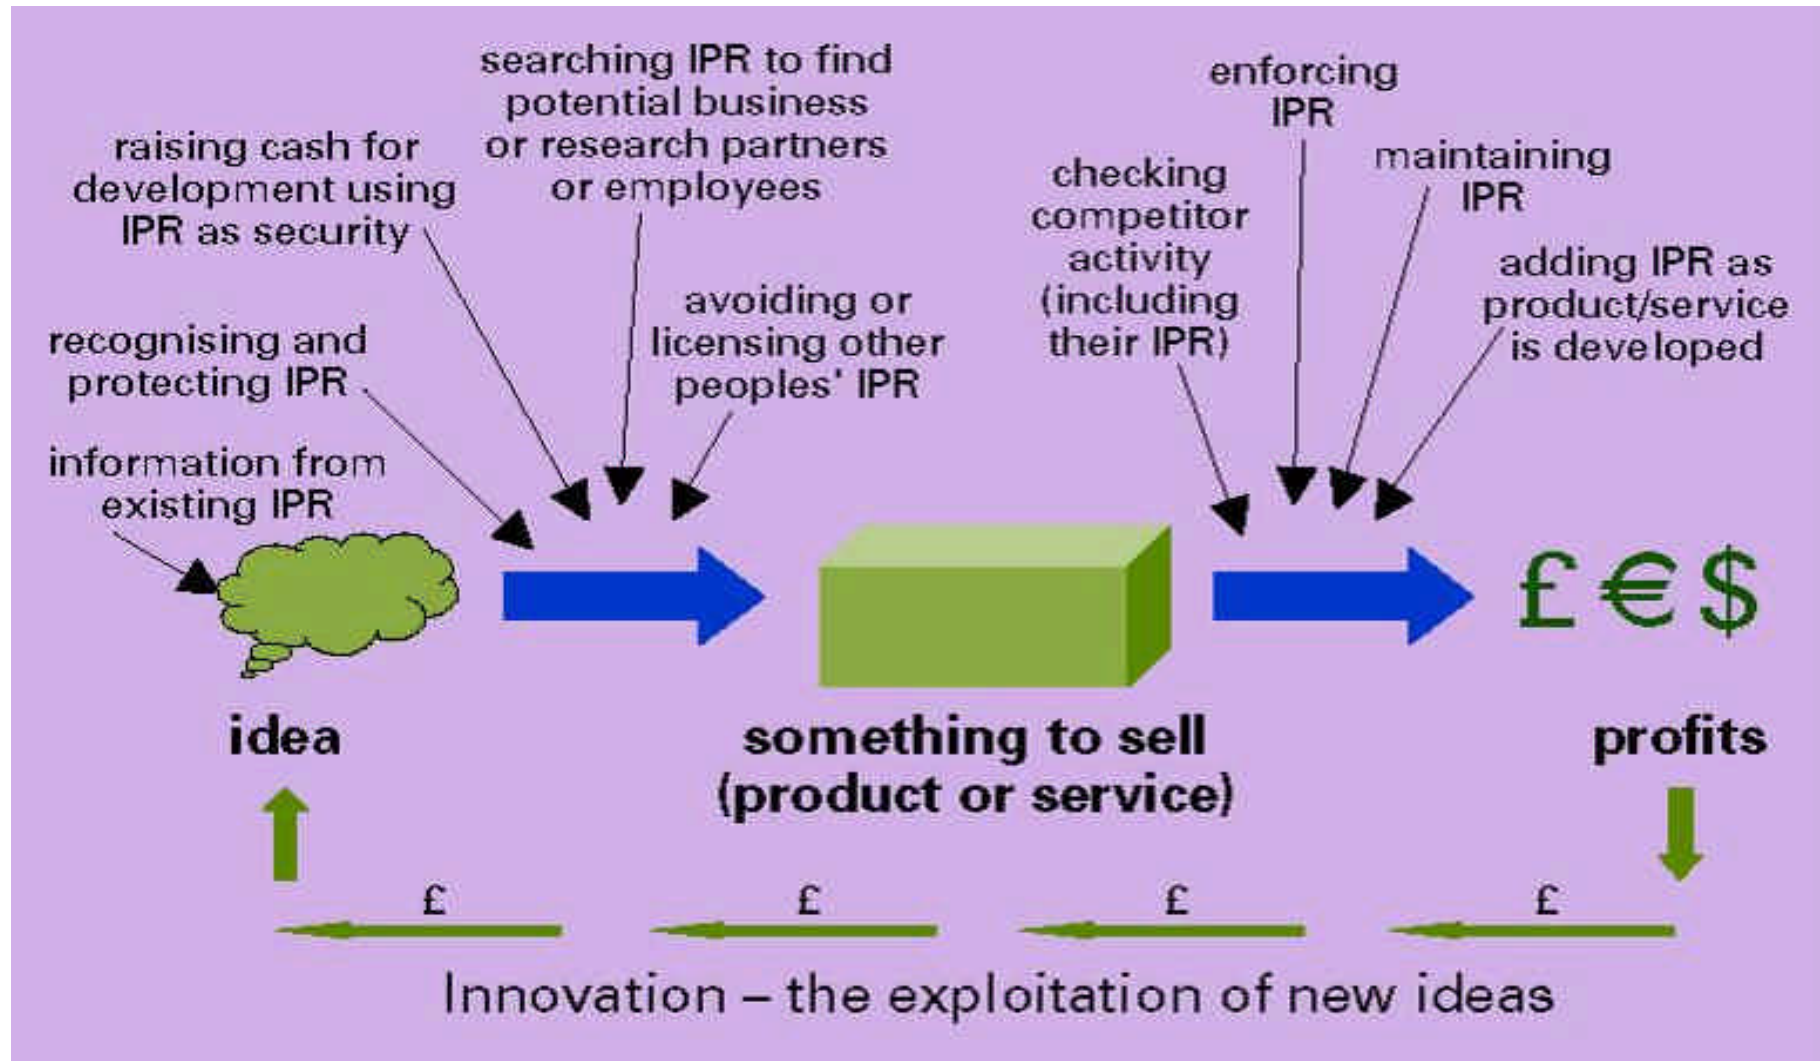 searching IPR to find
potential business
or research partners
or employees
raising cash for
development using
IPR as security
recognising and
protecting IPR
information from
existing IPR
avoiding or
licensing other
peoples' IPR
checking
competitor
activity
(including
their IPR)
enforcing
IPR
maintaining
IPR
adding IPR as
product/service
is developed
£ € $
idea
something to sell
(product or service)
profits
£ £ £ £
Innovation – the exploitation of new ideas